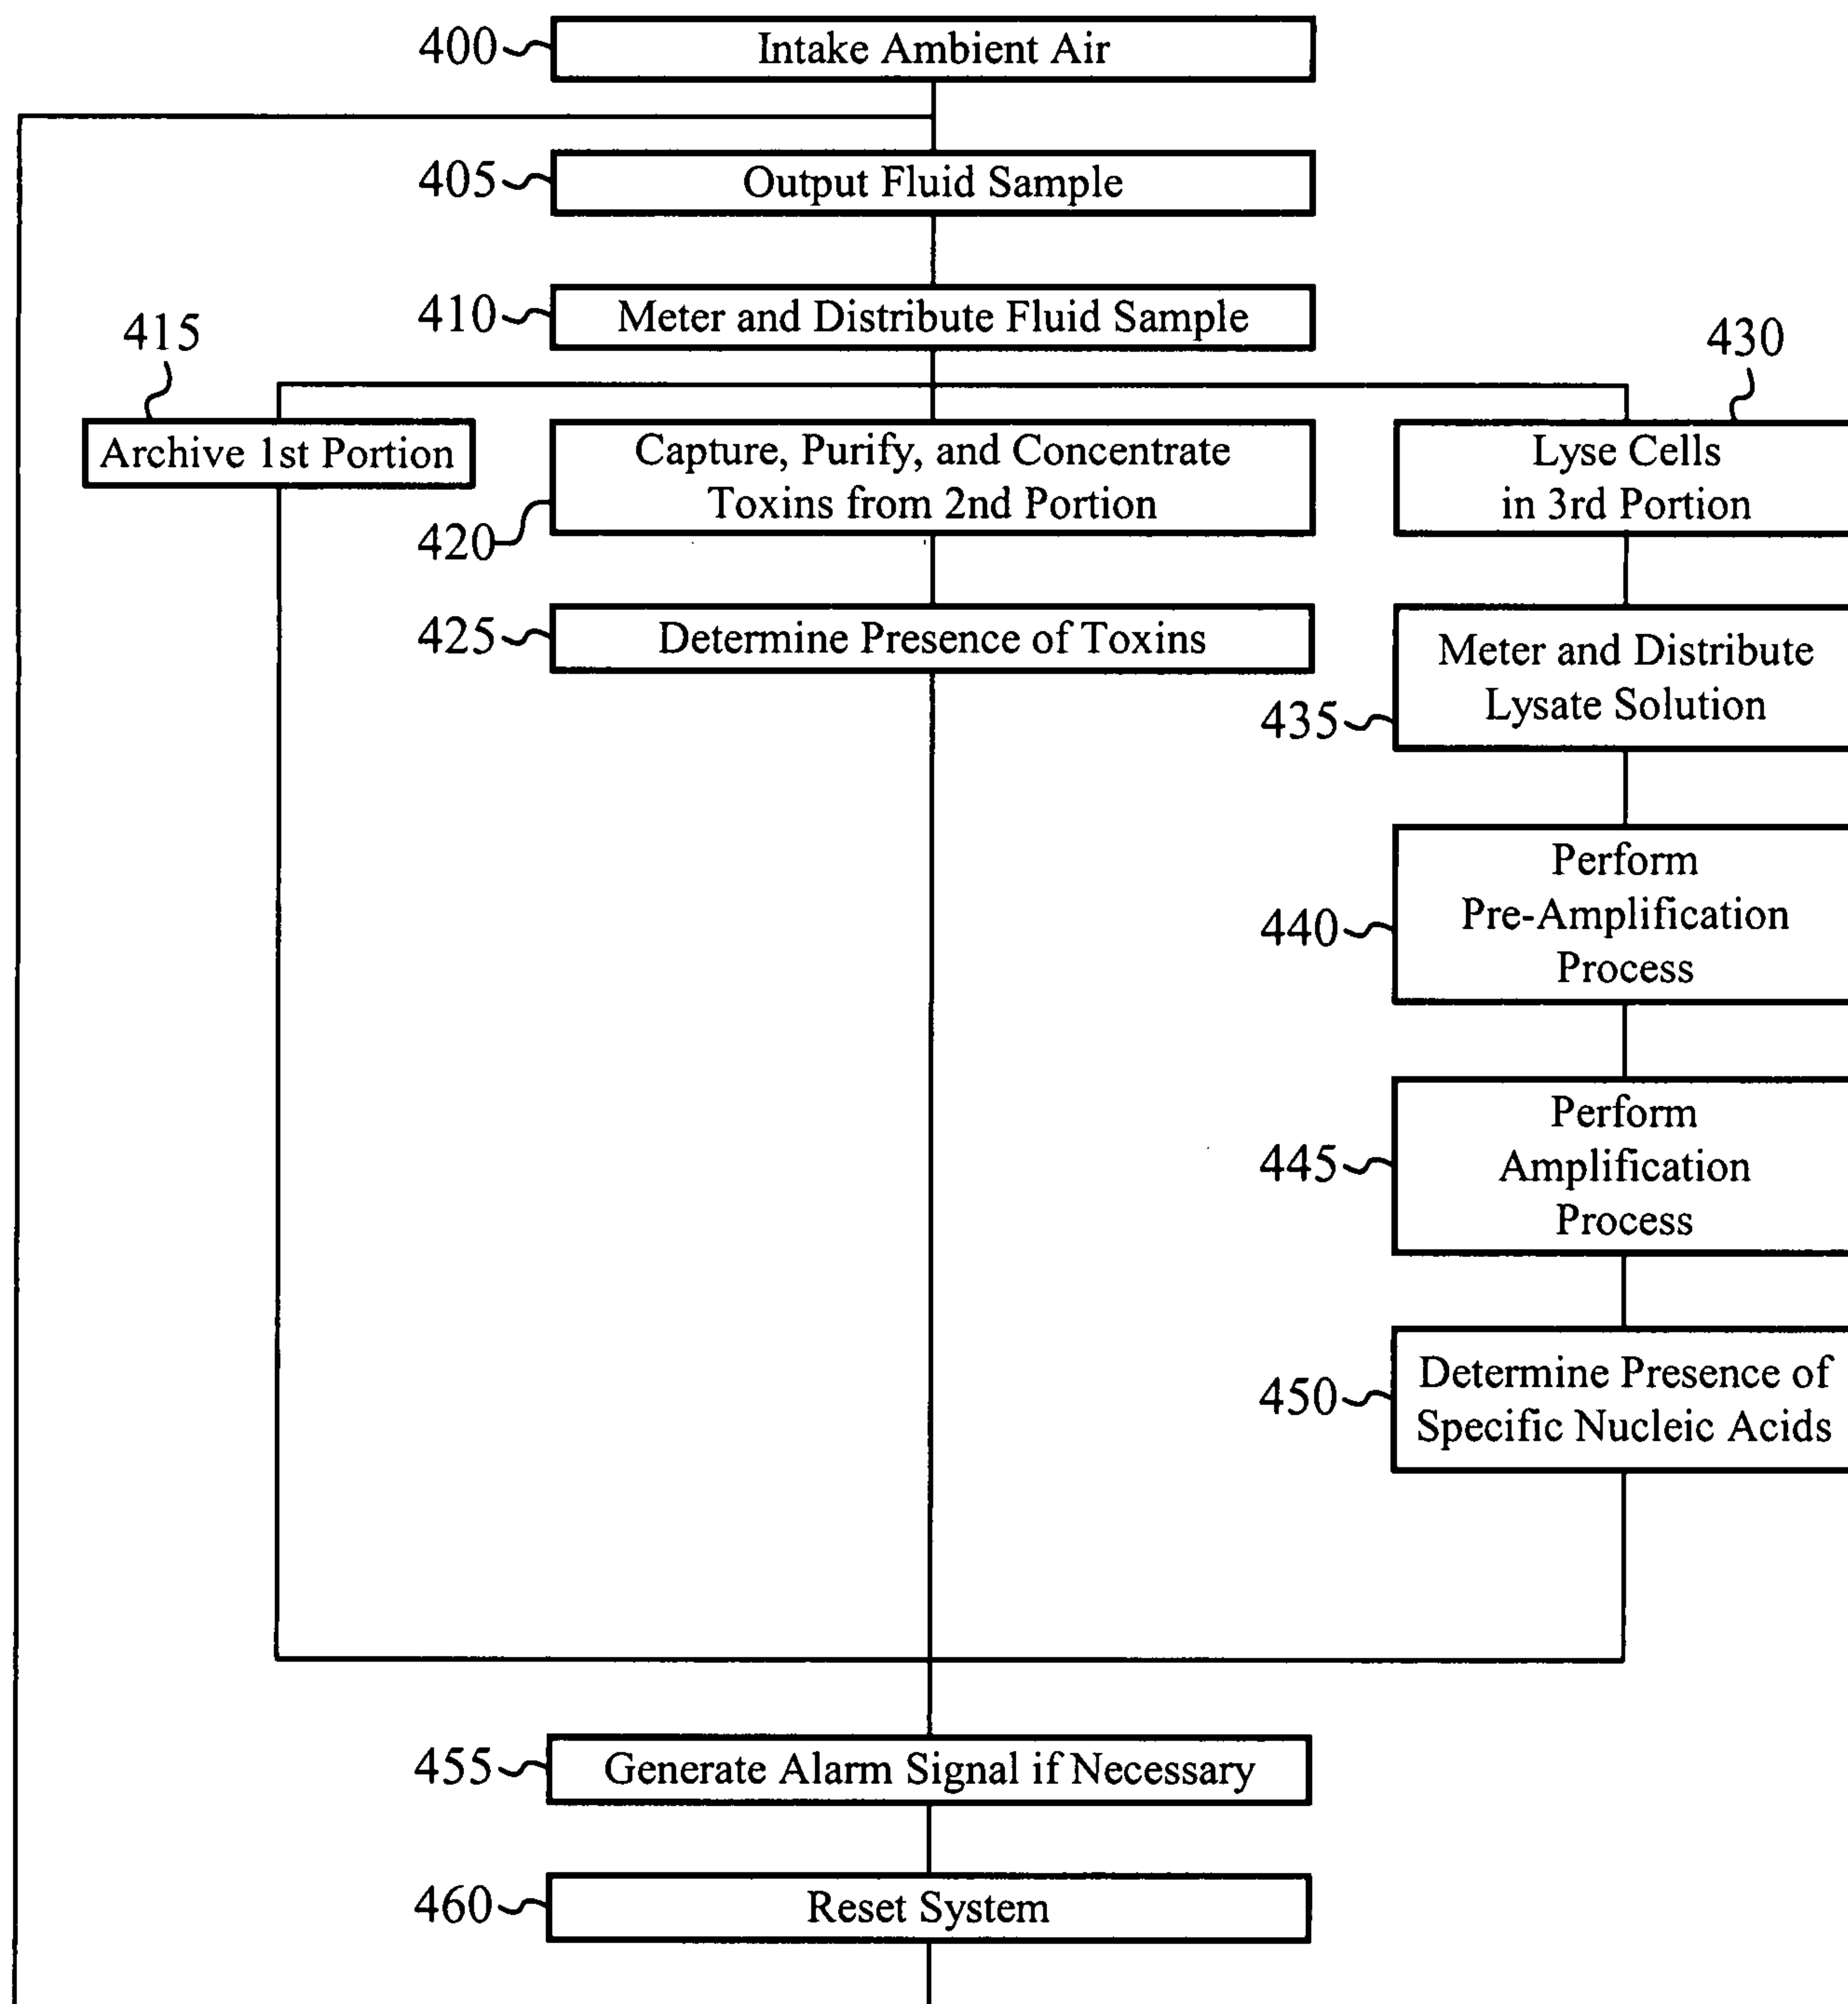 400
Intake Ambient Air
405
Output Fluid Sample
410
Meter and Distribute Fluid Sample
415
Archive 1st Portion
420
Capture, Purify, and Concentrate
Toxins from 2nd Portion
425
Determine Presence of Toxins
430
Lyse Cells
in 3rd Portion
435
Meter and Distribute
Lysate Solution
440
Perform
Pre-Amplification
Process
445
Perform
Amplification
Process
450
Determine Presence of
Specific Nucleic Acids
455
Generate Alarm Signal if Necessary
460
Reset System